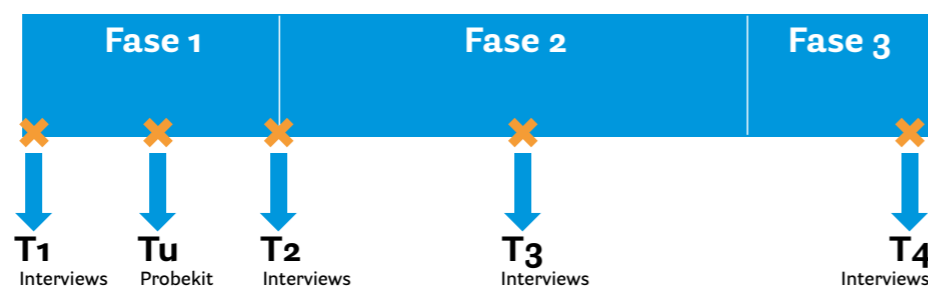 Fase 1
Fase 2
Fase 3
T1
Tu
T2
T3
T4
Interviews
Probekit
Interviews
Interviews
Interviews